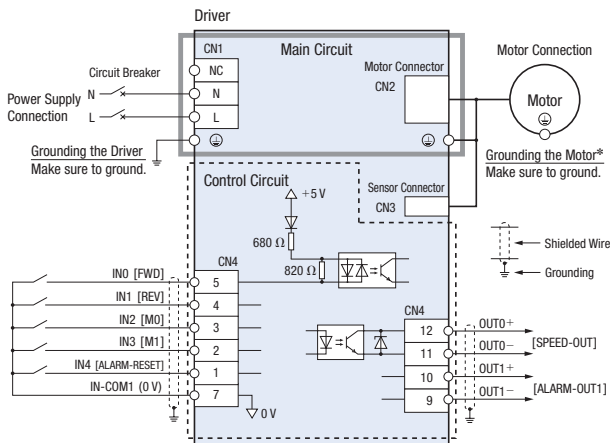 Driver
CN1
Main Circuit
NC
N
L
Circuit Breaker
Power Supply
Connection
N
L
Grounding the Driver
Make sure to ground.
Motor Connector
CN2
Motor Connection
Motor
Grounding the Motor*
Make sure to ground.
Control Circuit
Sensor Connector
CN3
+5 V
680 Ω
820 Ω
Shielded Wire
Grounding
CN4
IN0 [FWD]
5
IN1 [REV]
4
IN2 [M0]
3
IN3 [M1]
2
IN4 [ALARM-RESET]
1
IN-COM1 (0 V)
7
0 V
CN4
12
OUT0+
11
OUT0−
[SPEED-OUT]
10
OUT1+
9
OUT1−
[ALARM-OUT1]